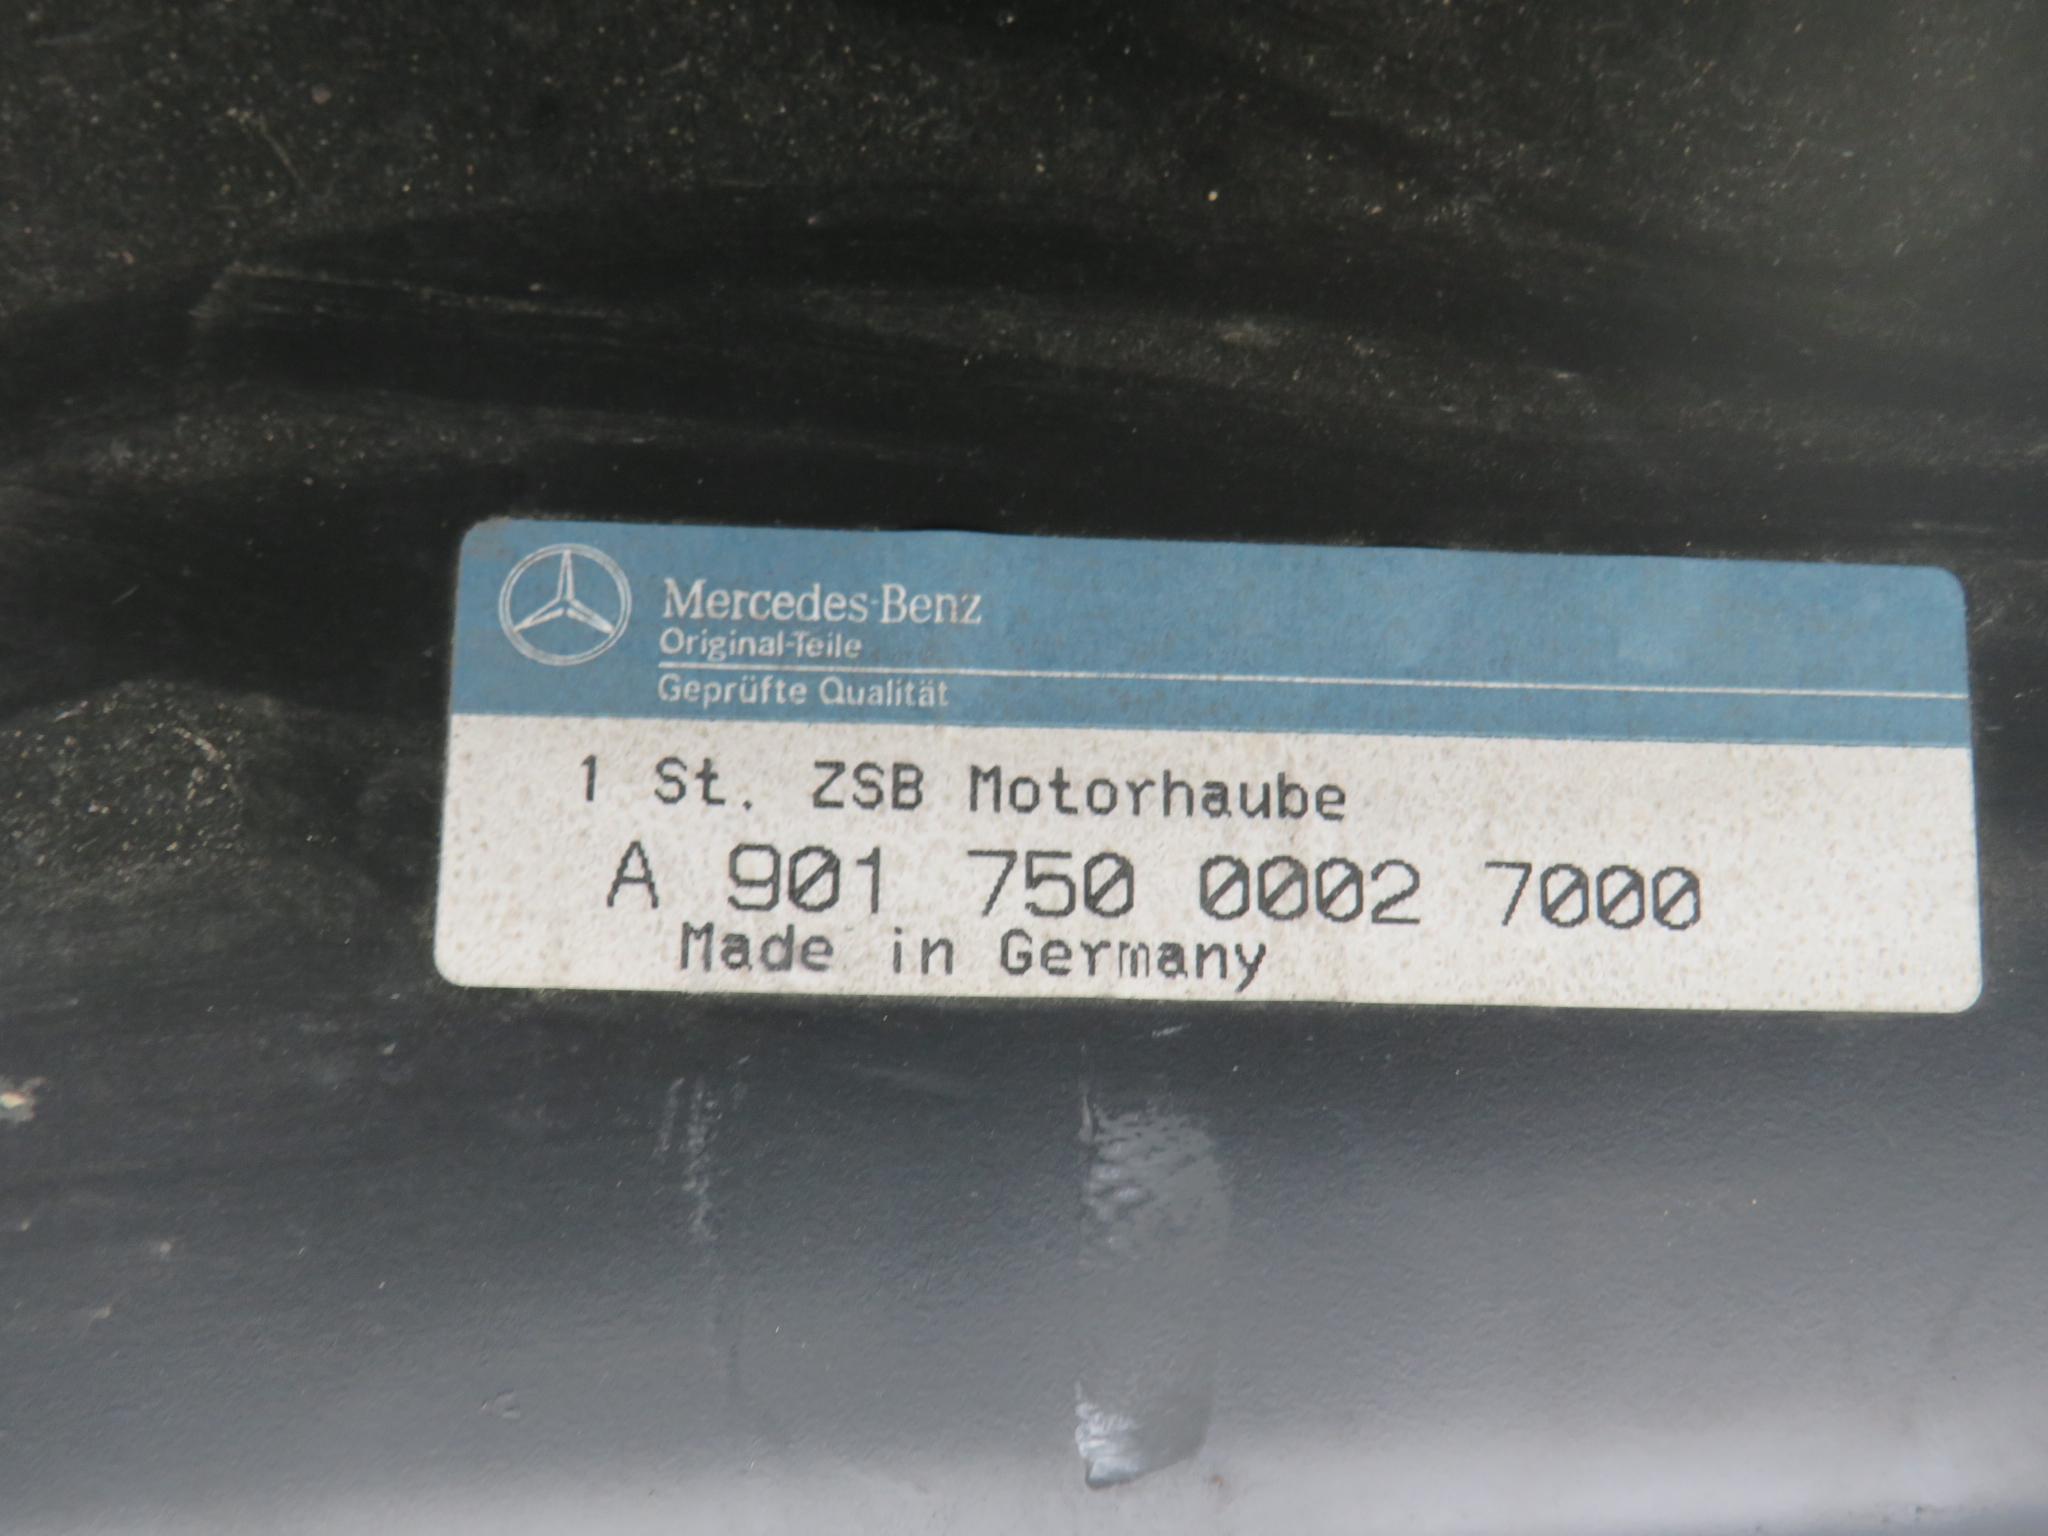 Mercedes-Benz
Original-Teile
Geprüfte Qualität
1 St. ZSB Motorhaube
A 901 750 0002 7000
Made in Germany